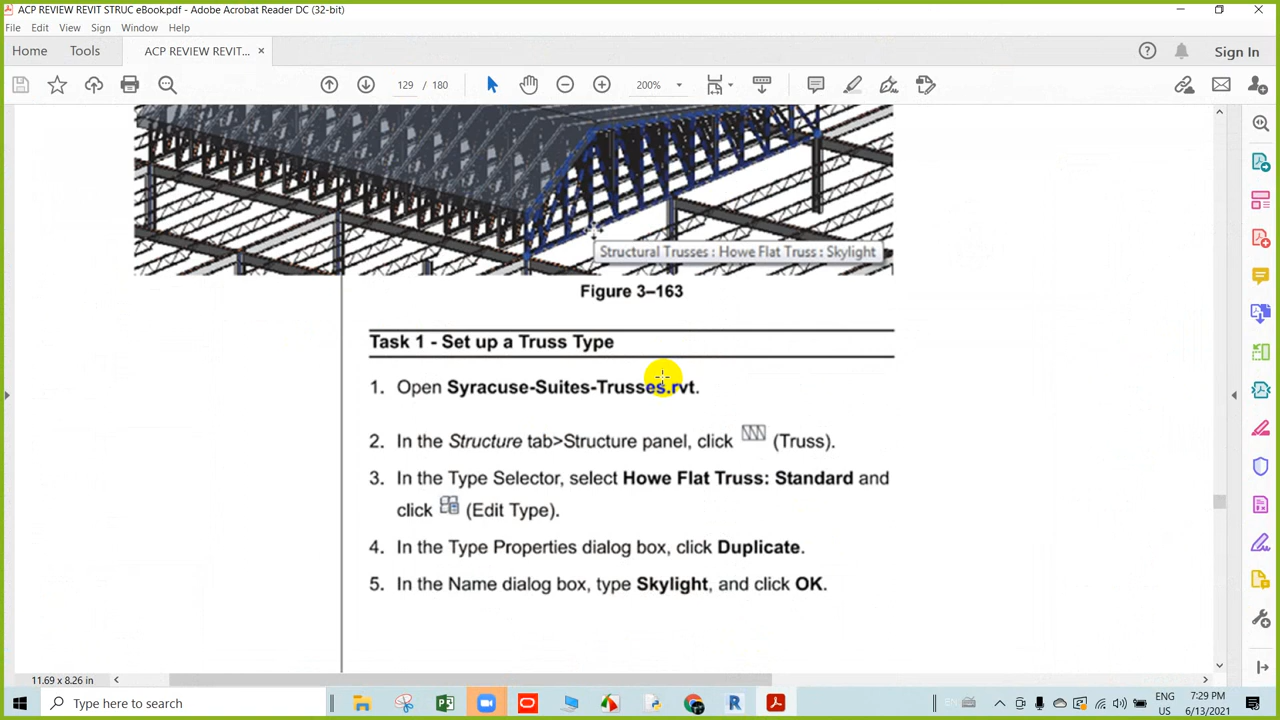 ACP REVIEW REVIT STRUC eBook.pdf - Adobe Acrobat Reader DC (32-bit)
File Edit View Sign Window Help
Home Tools ACP REVIEW REVIT... × Sign In
129 / 180 200%
Structural Trusses : Howe Flat Truss : Skylight
Figure 3–163
Task 1 - Set up a Truss Type
1. Open Syracuse-Suites-Trusses.rvt.
2. In the Structure tab>Structure panel, click (Truss).
3. In the Type Selector, select Howe Flat Truss: Standard and
click (Edit Type).
4. In the Type Properties dialog box, click Duplicate.
5. In the Name dialog box, type Skylight, and click OK.
11.69 x 8.26 in
Type here to search
ENG 7:29 PM
US 6/13/2021